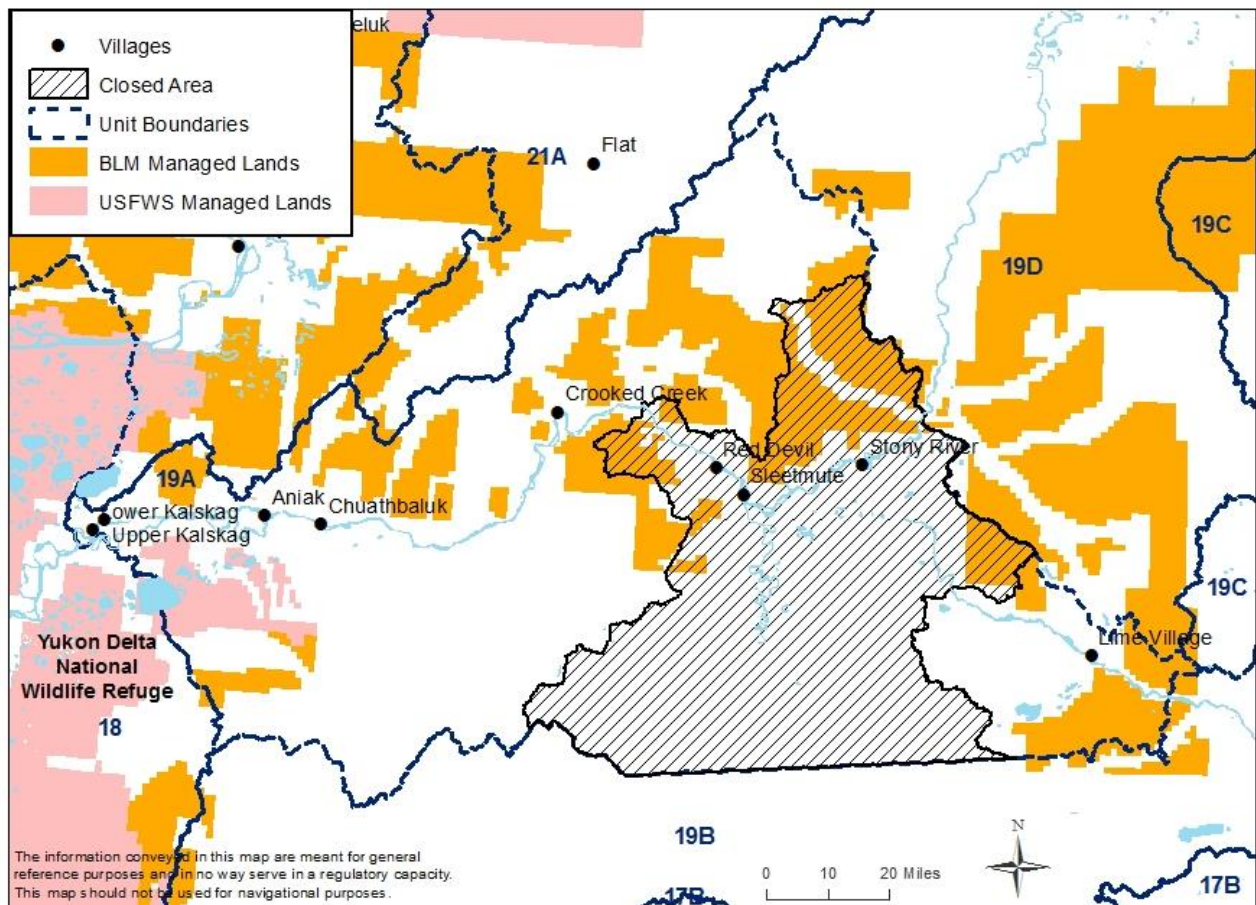 Villages
Closed Area
Unit Boundaries
BLM Managed Lands
USFWS Managed Lands
eluk
21A
Flat
19C
19D
Crooked Creek
Red Devil
Stony River
Sleetmute
19A
Aniak
Chuathbaluk
ower Kalskag
Upper Kalskag
19C
Lime Village
Yukon Delta
National
Wildlife Refuge
18
19B
17B
17B
N
0 10 20 Miles
The information conveyed in this map are meant for general
reference purposes and in no way serve in a regulatory capacity.
This map should not be used for navigational purposes.